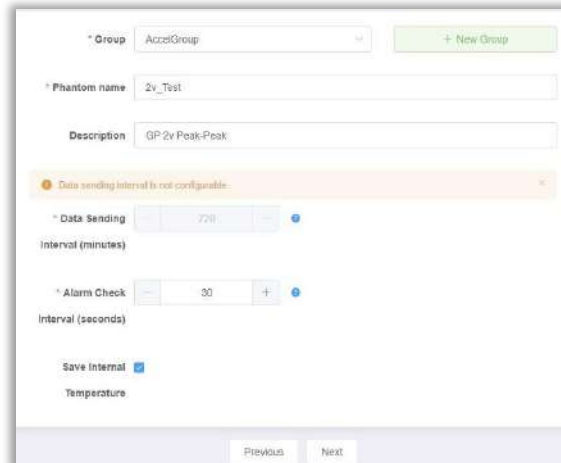 * Group AccelGroup + New Group
* Phantom name 2v_Test
Description GP 2v Peak-Peak
Data sending interval is not configurable
* Data Sending Interval (minutes) − 720 +
* Alarm Check Interval (seconds) − 30 +
Save Internal Temperature
Previous Next